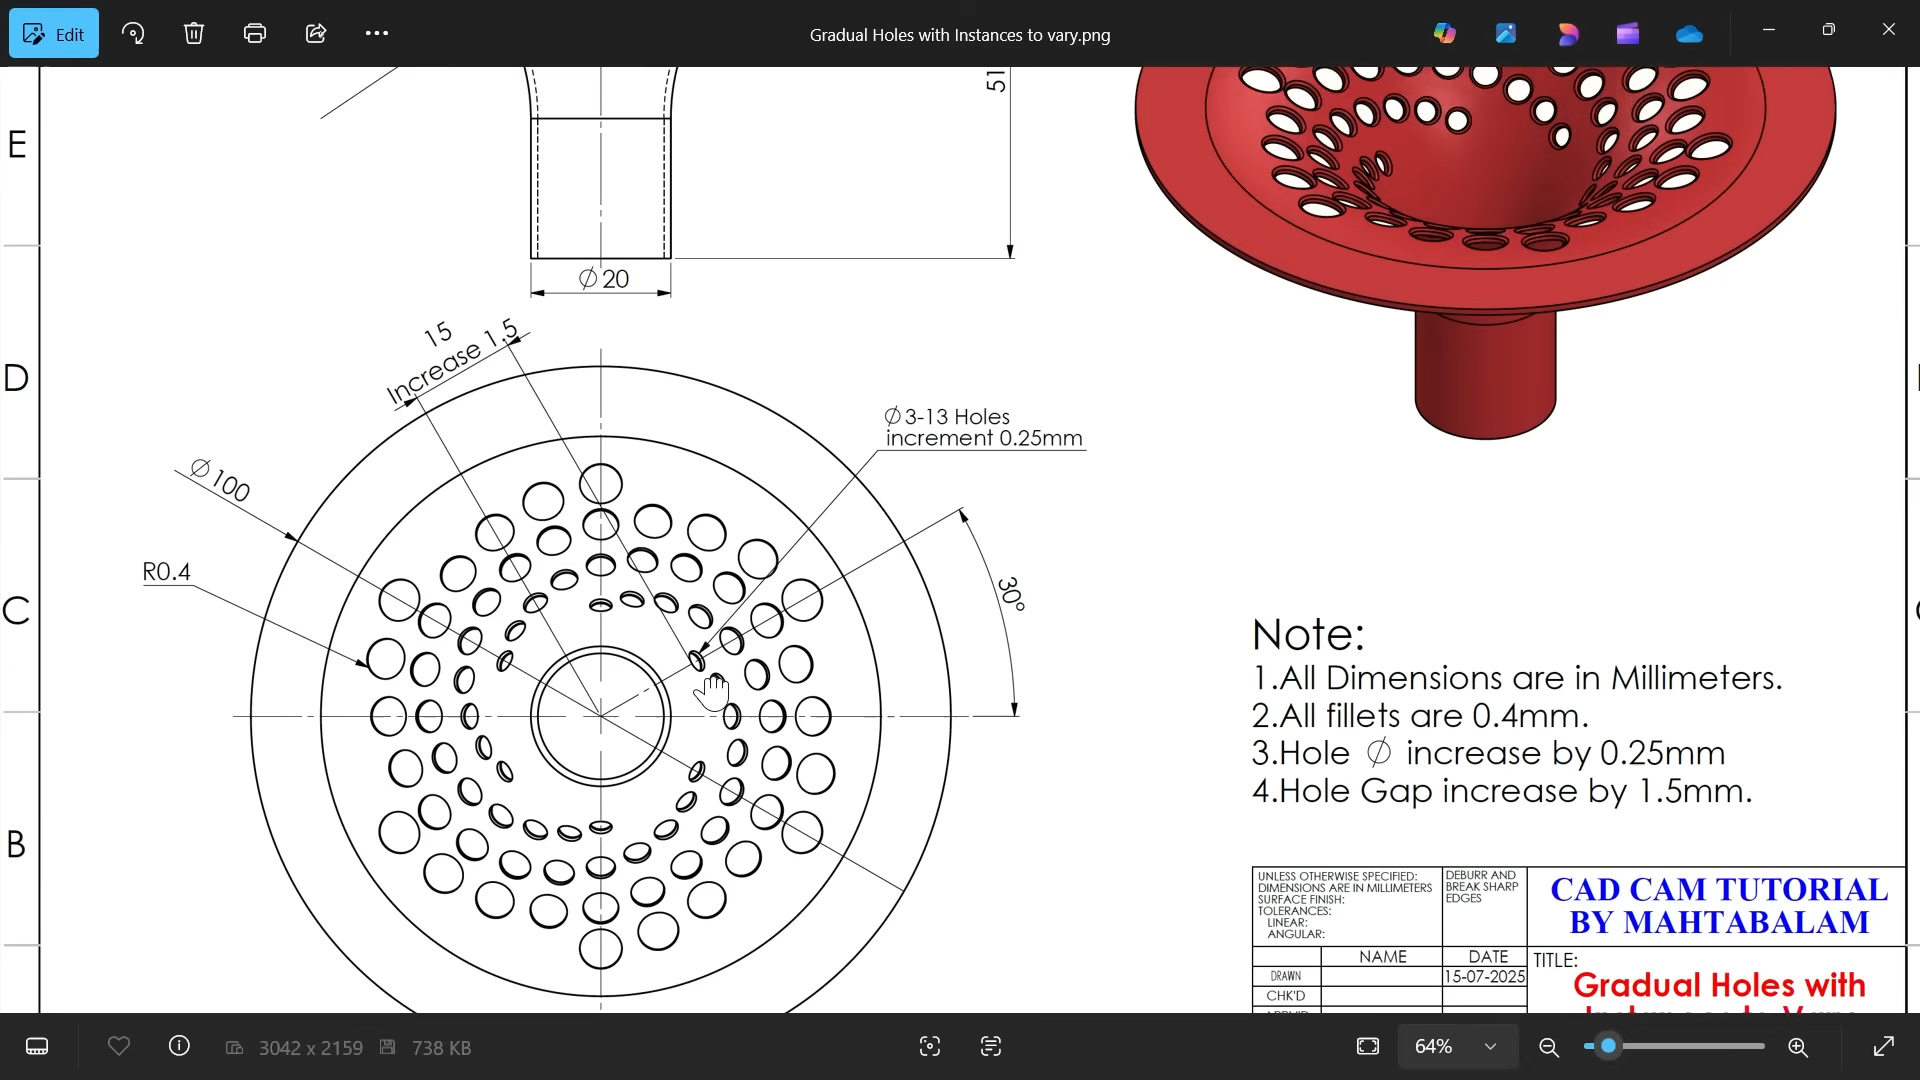 Edit
Gradual Holes with Instances to vary.png
E
51
∅20
D
15
Increase 1.5
∅3-13 Holes
increment 0.25mm
∅100
30°
R0.4
C
Note:
1.All Dimensions are in Millimeters.
2.All fillets are 0.4mm.
3.Hole ∅ increase by 0.25mm
4.Hole Gap increase by 1.5mm.
B
UNLESS OTHERWISE SPECIFIED:
DIMENSIONS ARE IN MILLIMETERS
SURFACE FINISH:
TOLERANCES:
LINEAR:
ANGULAR:
DEBURR AND
BREAK SHARP
EDGES
CAD CAM TUTORIAL
BY MAHTABALAM
NAME
DATE
TITLE:
DRAWN
15-07-2025
Gradual Holes with
CHK'D
3042 x 2159
738 KB
64%